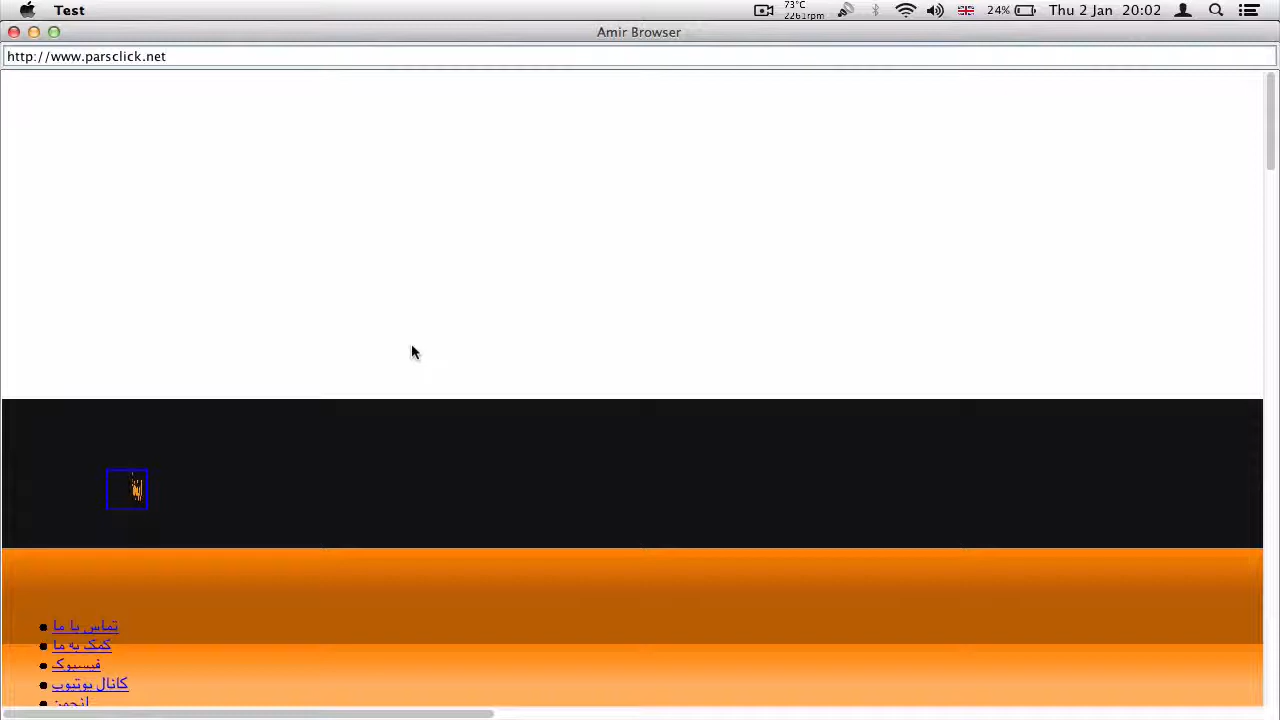 Test
73°C
2261rpm
24%
Thu 2 Jan 20:02
Amir Browser
http://www.parsclick.net
تماس با ما
کمک به ما
فیسبوک
کانال یوتیوب
انجمن